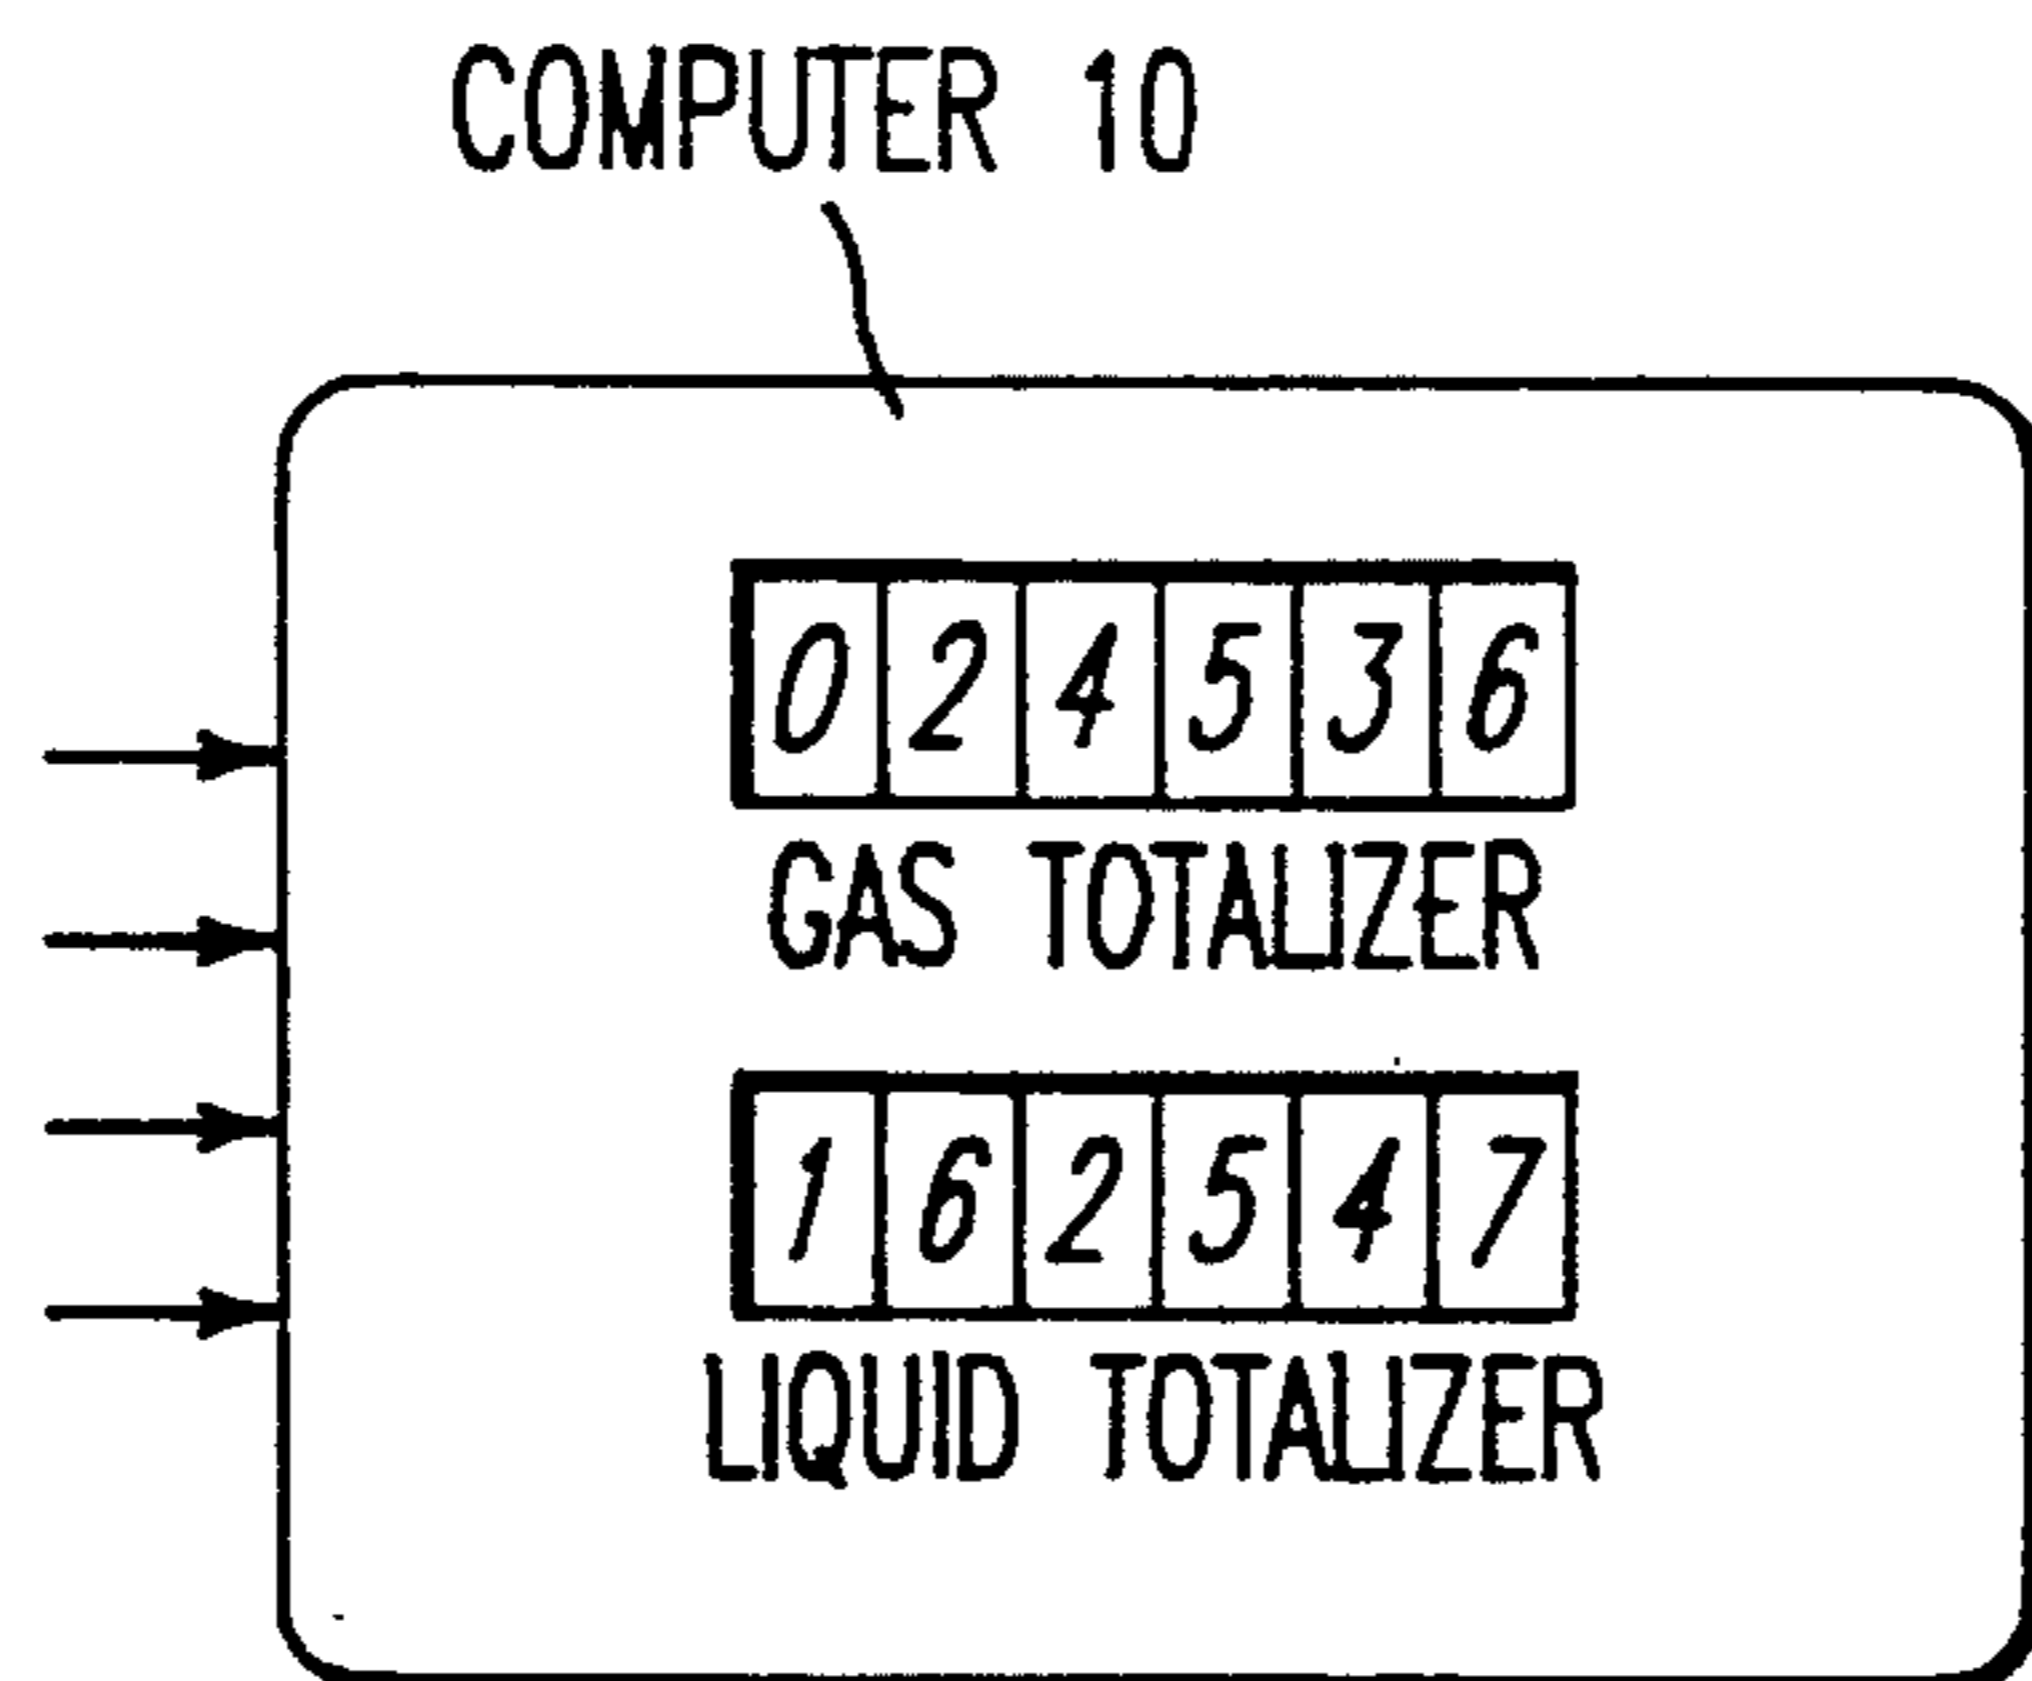 COMPUTER 10
024536
GAS TOTALIZER
162547
LIQUID TOTALIZER